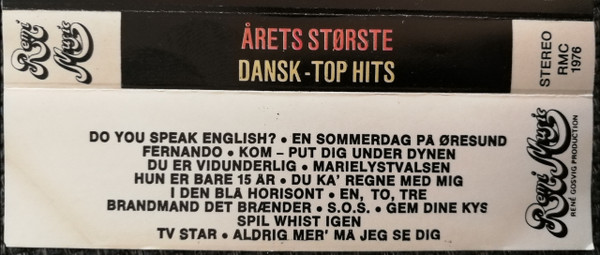 Remi Music
ÅRETS STØRSTE
DANSK-TOP HITS
STEREO
RMC
1976
DO YOU SPEAK ENGLISH? • EN SOMMERDAG PÅ ØRESUND
FERNANDO • KOM – PUT DIG UNDER DYNEN
DU ER VIDUNDERLIG • MARIELYSTVALSEN
HUN ER BARE 15 ÅR • DU KA' REGNE MED MIG
I DEN BLÅ HORISONT • EN, TO, TRE
BRANDMAND DET BRÆNDER • S.O.S. • GEM DINE KYS
SPIL WHIST IGEN
TV STAR • ALDRIG MER' MÅ JEG SE DIG
Remi Music
RENÉ GOSVIG PRODUCTION